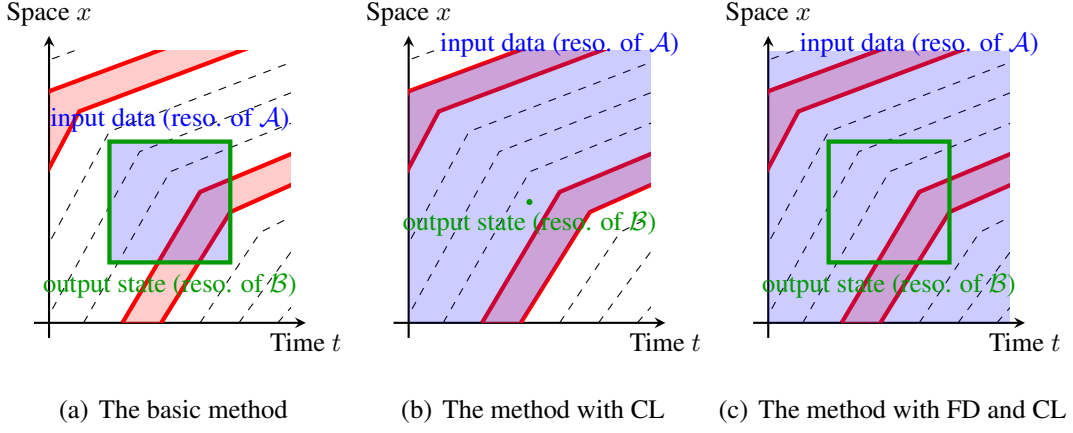 Space x
Space x
Space x
input data (reso. of 𝒜)
input data (reso. of 𝒜)
input data (reso. of 𝒜)
output state (reso. of ℬ)
output state (reso. of ℬ)
output state (reso. of ℬ)
Time t
Time t
Time t
(a) The basic method
(b) The method with CL
(c) The method with FD and CL